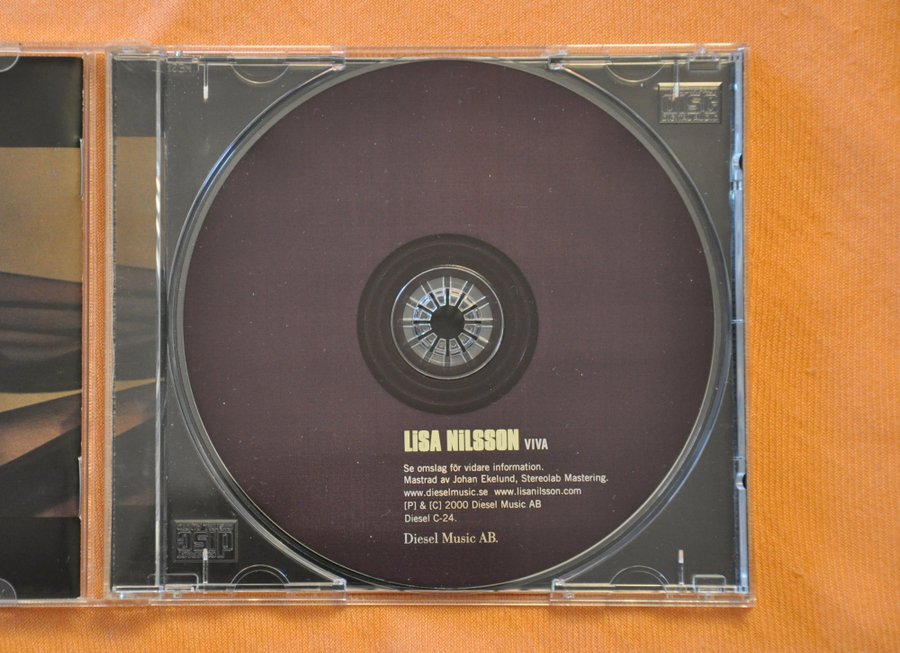 LiSA NiLSSON VIVA
Se omslag för vidare information.
Mastrad av Johan Ekelund, Stereolab Mastering.
www.dieselmusic.se www.lisanilsson.com
[P] & [C] 2000 Diesel Music AB
Diesel C-24.
Diesel Music AB.